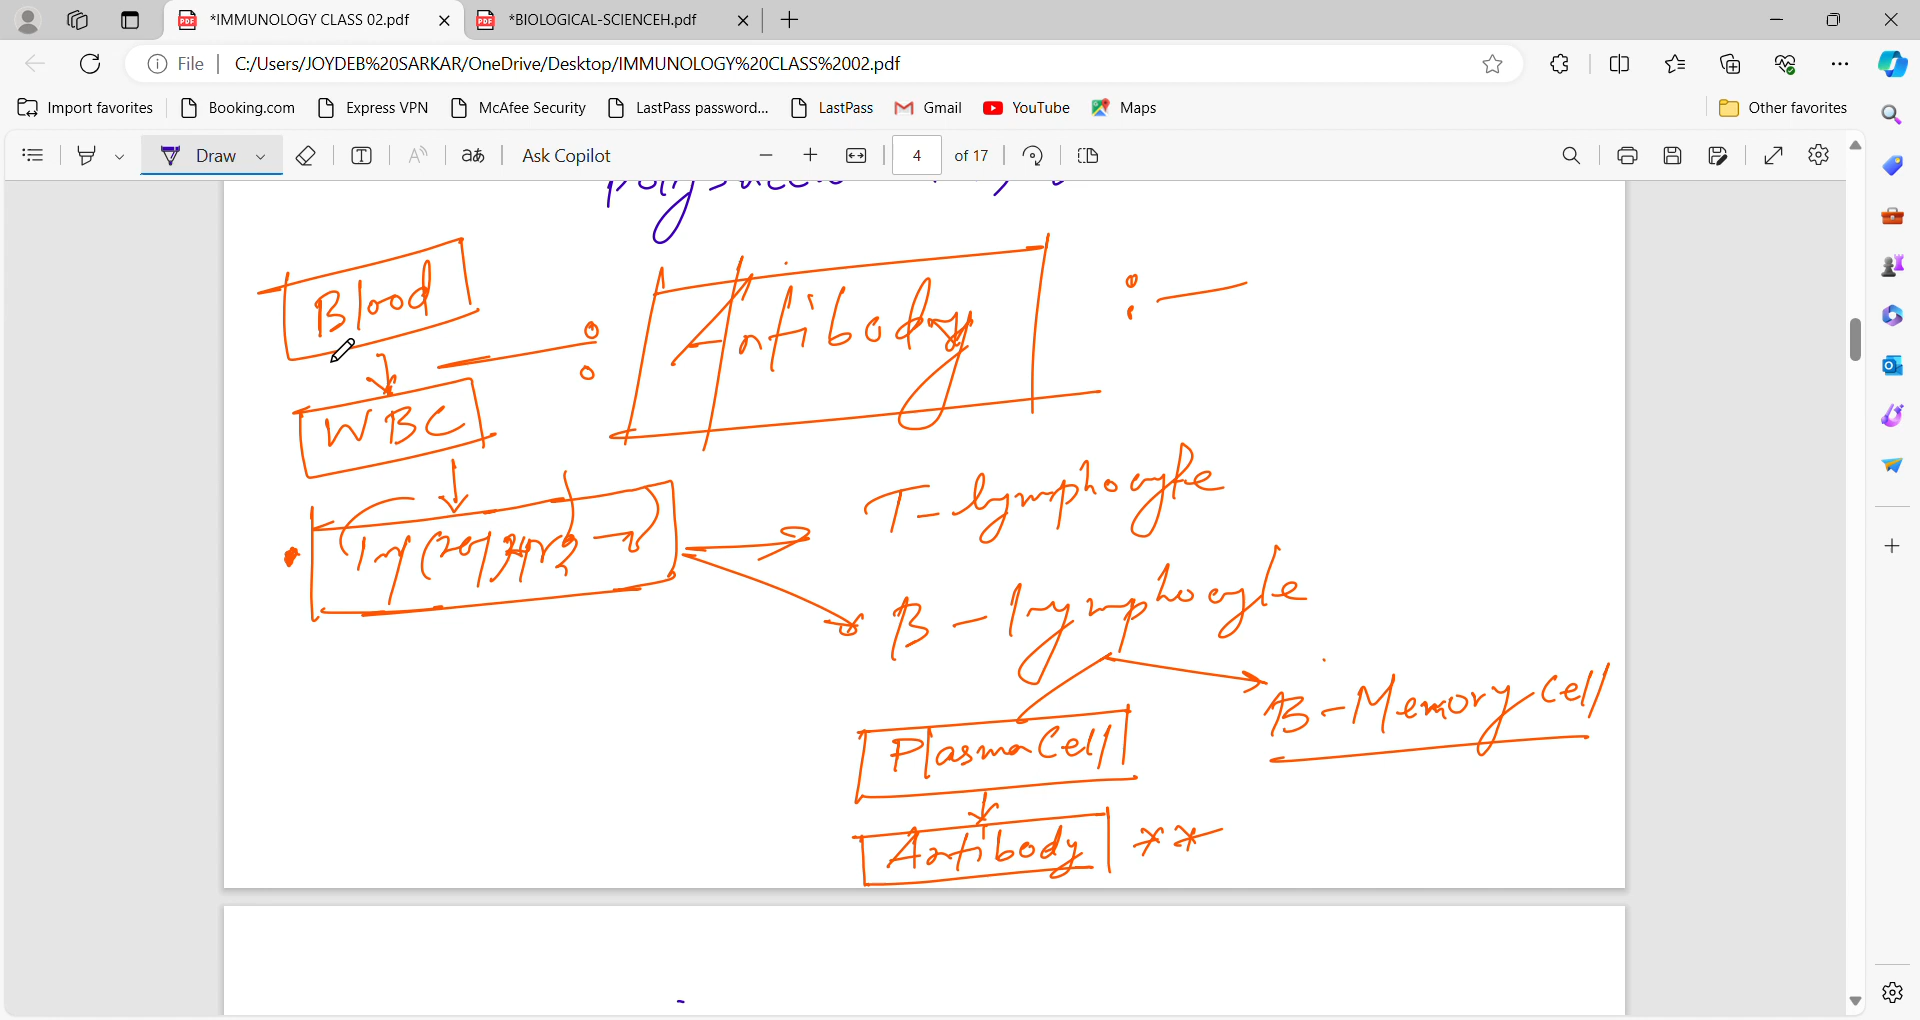 *IMMUNOLOGY CLASS 02.pdf
*BIOLOGICAL-SCIENCEH.pdf
File
C:/Users/JOYDEB%20SARKAR/OneDrive/Desktop/IMMUNOLOGY%20CLASS%2002.pdf
Import favorites
Booking.com
Express VPN
McAfee Security
LastPass password...
LastPass
Gmail
YouTube
Maps
Other favorites
Draw
Ask Copilot
4 of 17
Blood
Antibody :-
WBC
T- lymphocyte
B - lymphocyte
B-Memory Cell
Plasma Cell
Antibody **